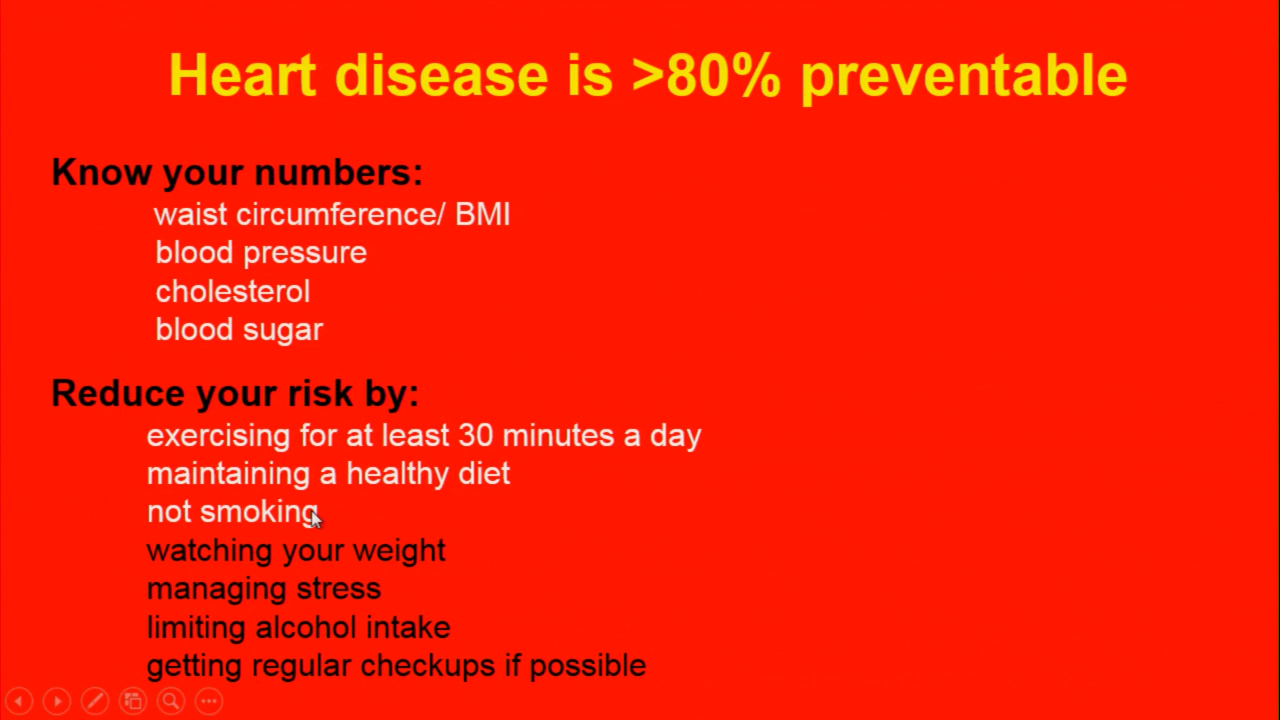 Heart disease is >80% preventable
Know your numbers:
waist circumference/ BMI
blood pressure
cholesterol
blood sugar
Reduce your risk by:
exercising for at least 30 minutes a day
maintaining a healthy diet
not smoking
watching your weight
managing stress
limiting alcohol intake
getting regular checkups if possible